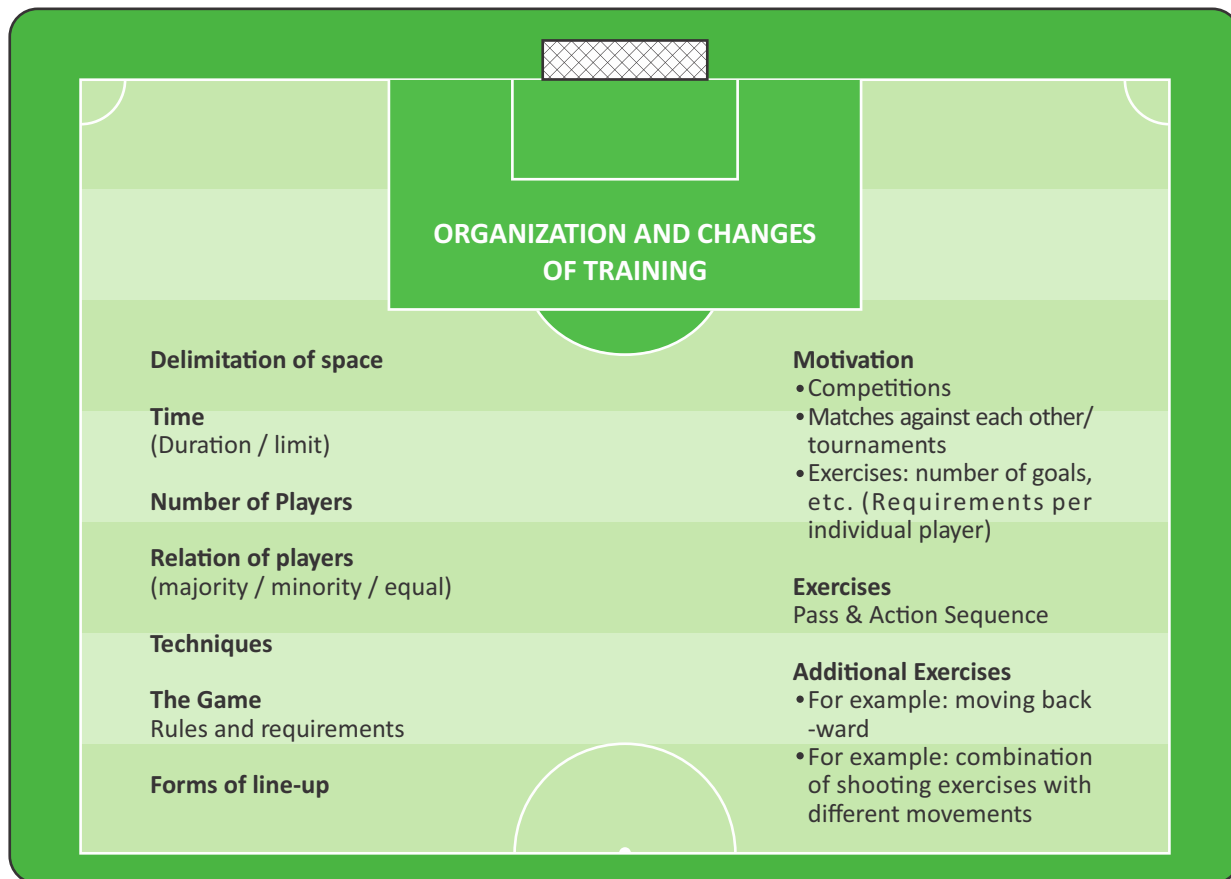 ORGANIZATION AND CHANGES
OF TRAINING
Delimitation of space
Time
(Duration / limit)
Number of Players
Relation of players
(majority / minority / equal)
Techniques
The Game
Rules and requirements
Forms of line-up
Motivation
•Competitions
•Matches against each other/
tournaments
•Exercises: number of goals,
etc. (Requirements per
individual player)
Exercises
Pass & Action Sequence
Additional Exercises
•For example: moving back
-ward
•For example: combination
of shooting exercises with
different movements